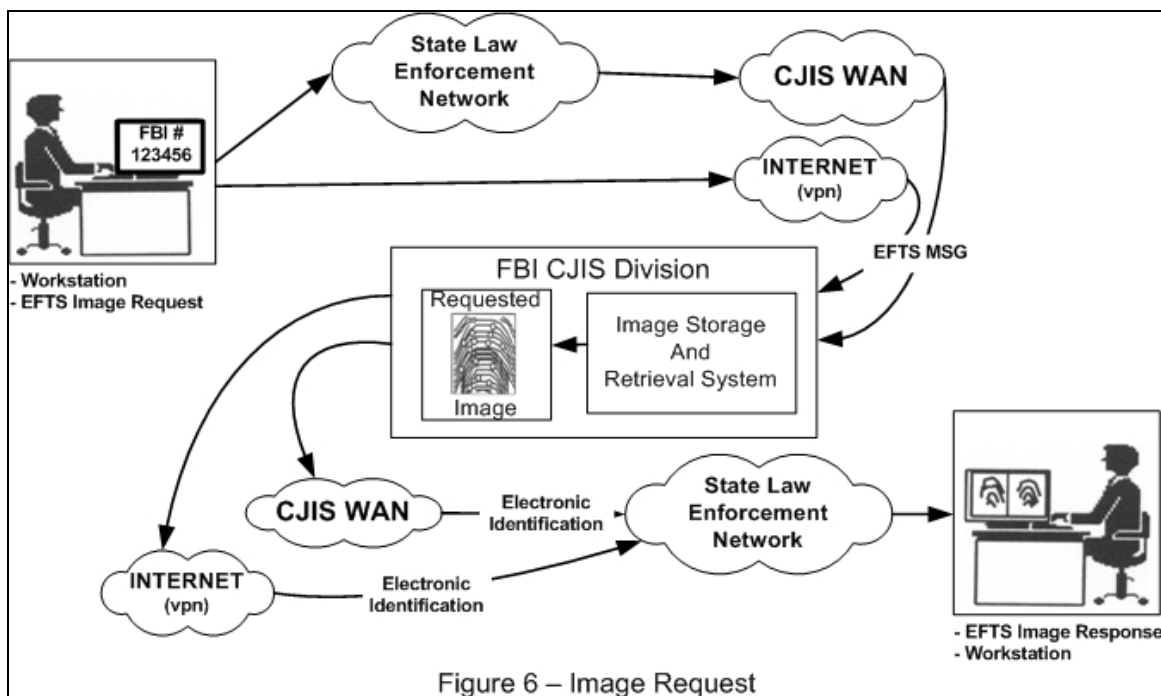 State Law
Enforcement
Network
CJIS WAN
FBI #
123456
INTERNET
(vpn)
EFTS MSG
- Workstation
- EFTS Image Request
FBI CJIS Division
Requested
Image
Image Storage
And
Retrieval System
CJIS WAN
Electronic
Identification
State Law
Enforcement
Network
INTERNET
(vpn)
Electronic
Identification
- EFTS Image Response
- Workstation
Figure 6 – Image Request